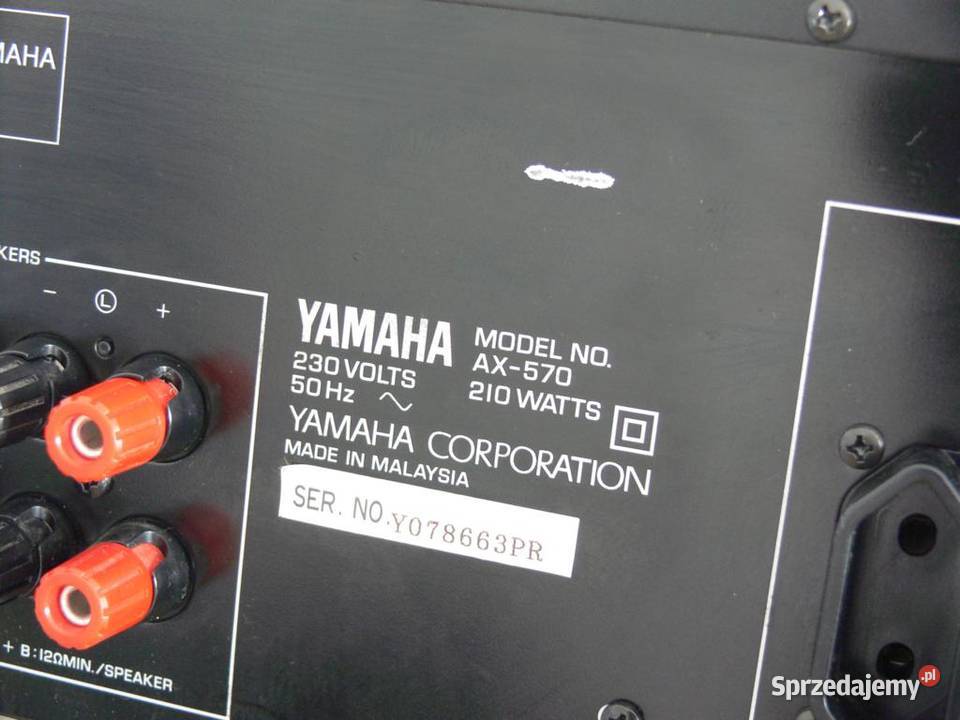 AHA
KERS
− Ⓛ +
YAMAHA
MODEL NO.
AX-570
230 VOLTS
50 Hz ~
210 WATTS
YAMAHA CORPORATION
MADE IN MALAYSIA
SER. NO. Y078663PR
+ B: 12ΩMIN./SPEAKER
Sprzedajemy.pl